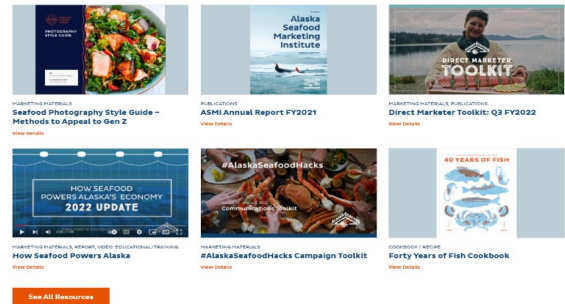 PHOTOGRAPHY
STYLE GUIDE
Alaska
Seafood
Marketing
Institute
DIRECT MARKETER
TOOLKIT
MARKETING MATERIALS
Seafood Photography Style Guide –
Methods to Appeal to Gen Z
View Details
PUBLICATIONS
ASMI Annual Report FY2021
View Details
MARKETING MATERIALS, PUBLICATIONS
Direct Marketer Toolkit: Q3 FY2022
View Details
HOW SEAFOOD
POWERS ALASKA'S ECONOMY
2022 UPDATE
#AlaskaSeafoodHacks
Communications Toolkit
40 YEARS OF FISH
MARKETING MATERIALS, REPORT, VIDEO: EDUCATIONAL/TRAINING
How Seafood Powers Alaska
View Details
MARKETING MATERIALS
#AlaskaSeafoodHacks Campaign Toolkit
View Details
COOKBOOK / RECIPE
Forty Years of Fish Cookbook
View Details
See All Resources